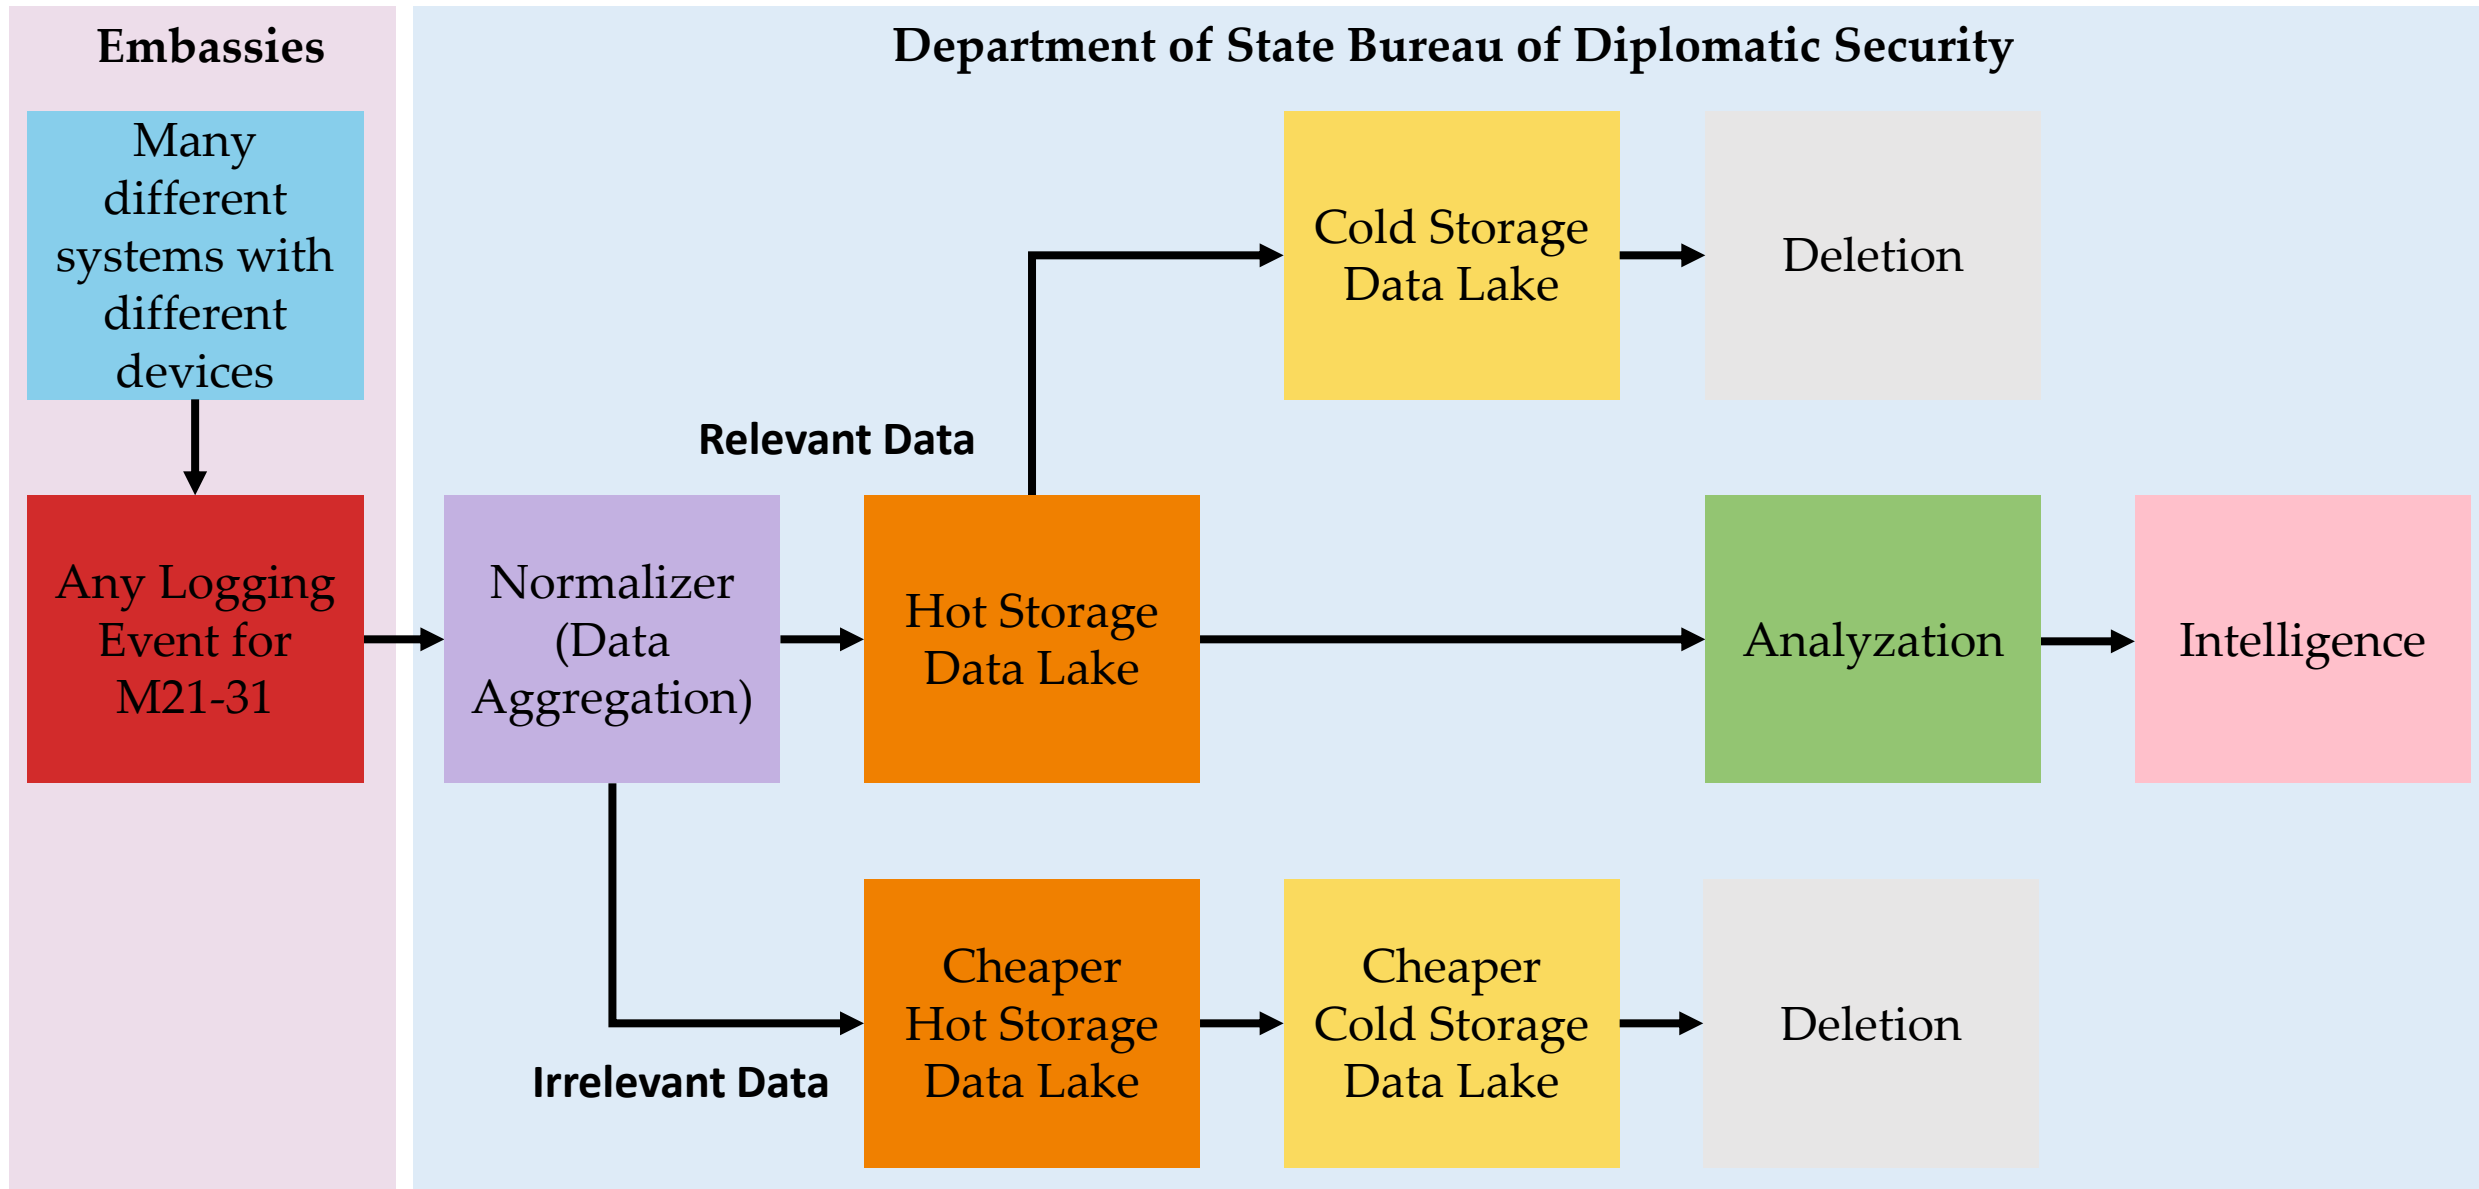 Embassies
Department of State Bureau of Diplomatic Security
Many
different
systems with
different
devices
Cold Storage
Data Lake
Deletion
Relevant Data
Any Logging
Event for
M21-31
Normalizer
(Data
Aggregation)
Hot Storage
Data Lake
Analyzation
Intelligence
Cheaper
Hot Storage
Data Lake
Cheaper
Cold Storage
Data Lake
Deletion
Irrelevant Data